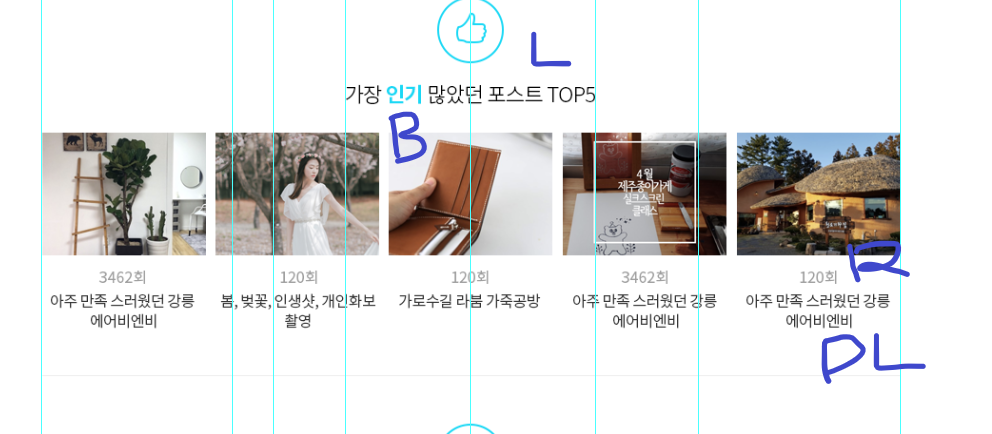 L
가장 인기 많았던 포스트 TOP5
B
4월
제주종이가게
실크스크린
클래스
3462회
아주 만족 스러웠던 강릉
에어비엔비
120회
봄, 벚꽃, 인생샷, 개인화보
촬영
120회
가로수길 라붐 가죽공방
3462회
아주 만족 스러웠던 강릉
에어비엔비
R
120회
아주 만족 스러웠던 강릉
에어비엔비
PL